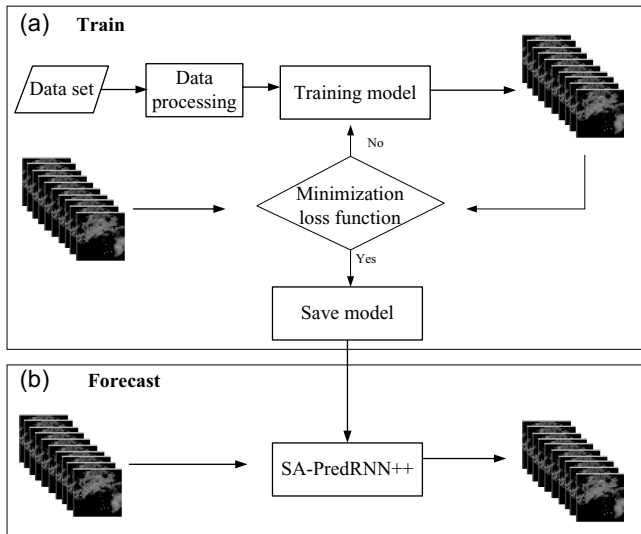 (a) Train
Data set
Data
processing
Training model
No
Minimization
loss function
Yes
Save model
(b) Forecast
SA-PredRNN++